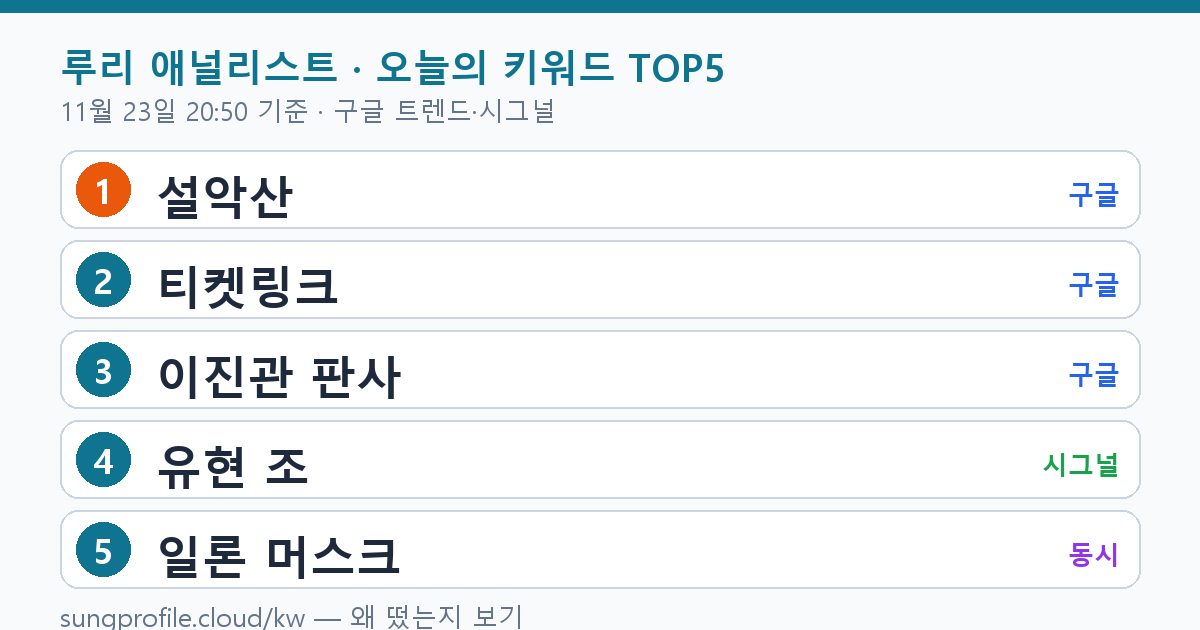 루리 애널리스트 · 오늘의 키워드 TOP5
11월 23일 20:50 기준 · 구글 트렌드·시그널
1 설악산 구글
2 티켓링크 구글
3 이진관 판사 구글
4 유현 조 시그널
5 일론 머스크 동시
sungprofile.cloud/kw — 왜 떴는지 보기